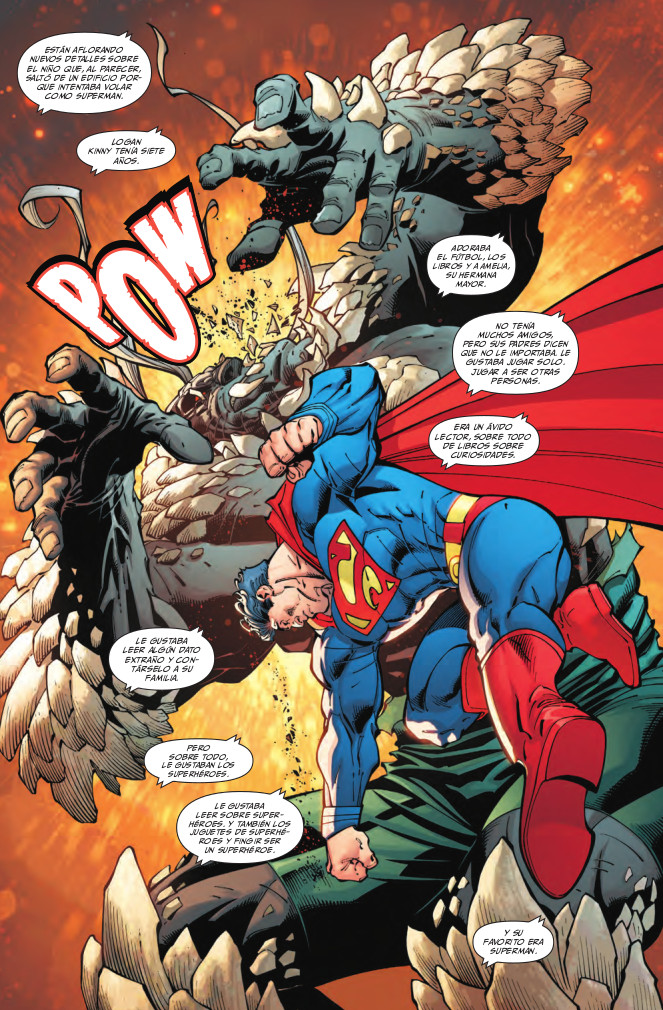 ESTÁN AFLORANDO
NUEVOS DETALLES SOBRE
EL NIÑO QUE, AL PARECER,
SALTÓ DE UN EDIFICIO POR-
QUE INTENTABA VOLAR
COMO SUPERMAN.
LOGAN
KINNY TENÍA SIETE
AÑOS.
POW
ADORABA
EL FÚTBOL, LOS
LIBROS Y A AMELIA,
SU HERMANA
MAYOR.
NO TENÍA
MUCHOS AMIGOS,
PERO SUS PADRES DICEN
QUE NO LE IMPORTABA. LE
GUSTABA JUGAR SOLO.
JUGAR A SER OTRAS
PERSONAS.
ERA UN ÁVIDO
LECTOR, SOBRE TODO
DE LIBROS SOBRE
CURIOSIDADES.
LE GUSTABA
LEER ALGÚN DATO
EXTRAÑO Y CON-
TÁRSELO A SU
FAMILIA.
PERO
SOBRE TODO,
LE GUSTABAN LOS
SUPERHÉROES.
LE GUSTABA
LEER SOBRE SUPER-
HÉROES. Y TAMBIÉN LOS
JUGUETES DE SUPERHÉ-
ROES Y FINGIR SER
UN SUPERHÉROE.
Y SU
FAVORITO ERA
SUPERMAN.